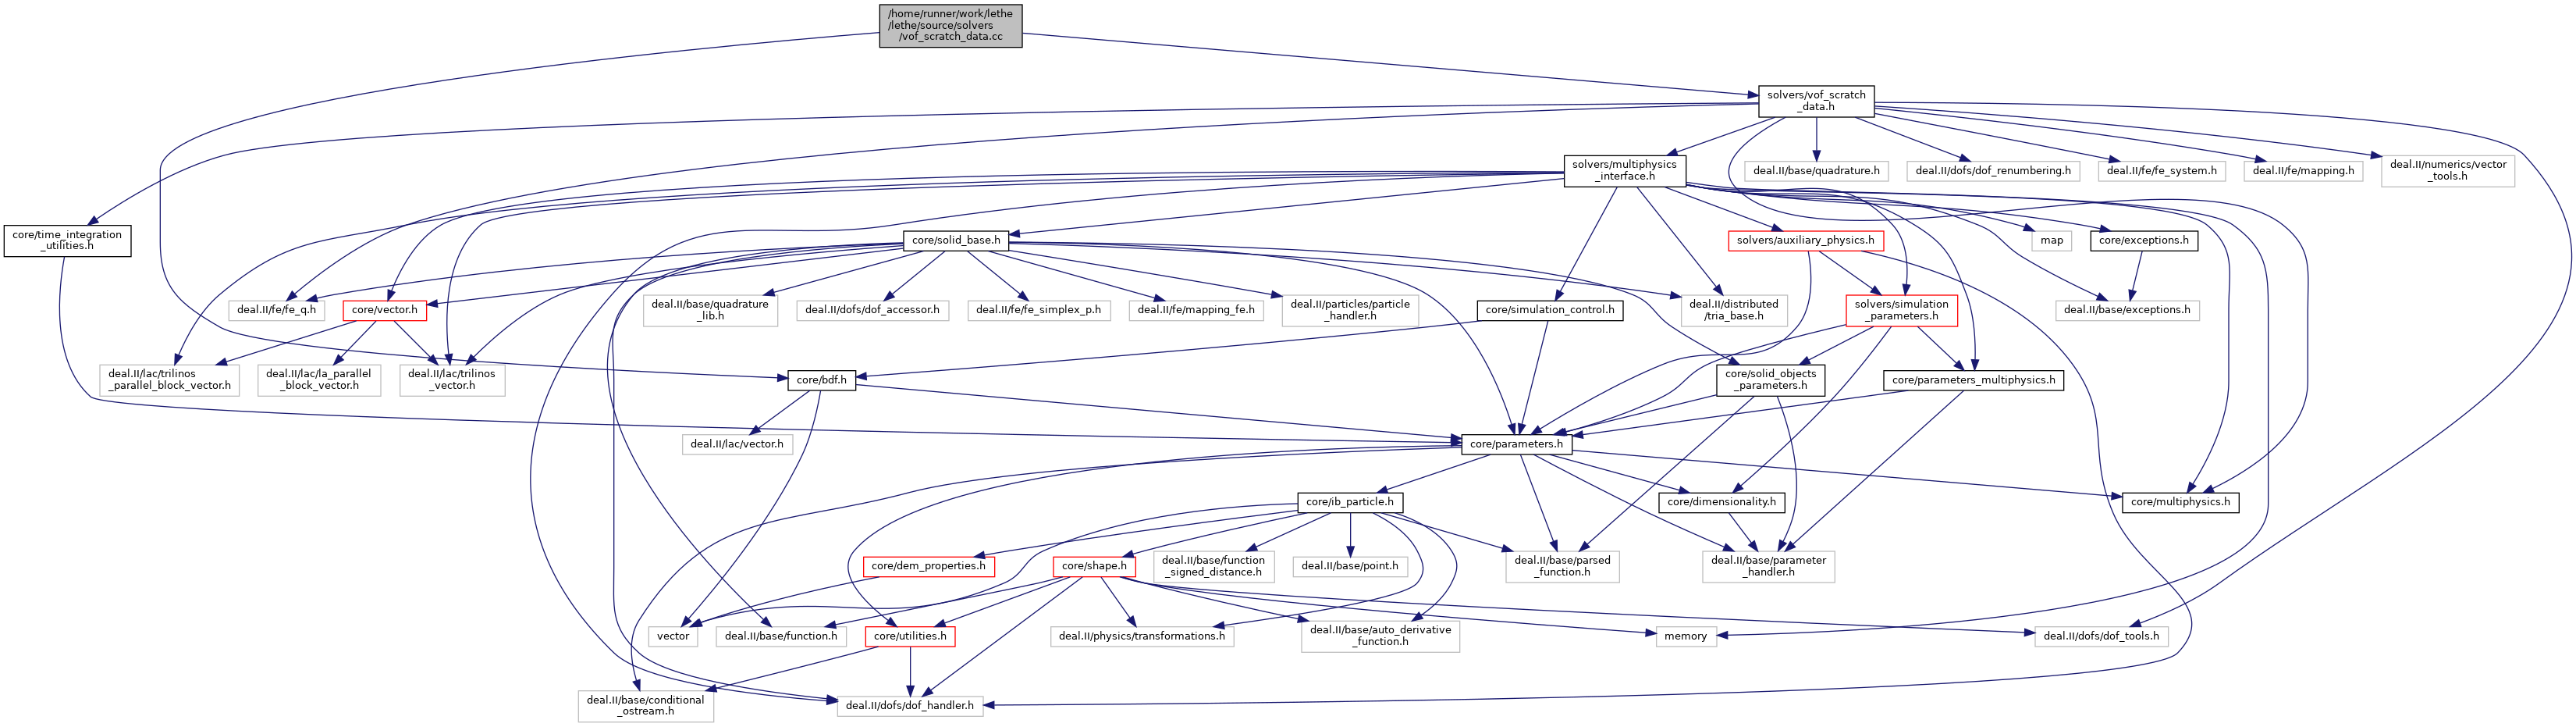 /home/runner/work/lethe
/lethe/source/solvers
/vof_scratch_data.cc
solvers/vof_scratch
_data.h
solvers/multiphysics
_interface.h
deal.II/base/quadrature.h
deal.II/dofs/dof_renumbering.h
deal.II/fe/fe_system.h
deal.II/fe/mapping.h
deal.II/numerics/vector
_tools.h
core/time_integration
_utilities.h
core/solid_base.h
solvers/auxiliary_physics.h
map
core/exceptions.h
deal.II/fe/fe_q.h
core/vector.h
deal.II/base/quadrature
_lib.h
deal.II/dofs/dof_accessor.h
deal.II/fe/fe_simplex_p.h
deal.II/fe/mapping_fe.h
deal.II/particles/particle
_handler.h
core/simulation_control.h
deal.II/distributed
/tria_base.h
solvers/simulation
_parameters.h
deal.II/base/exceptions.h
deal.II/lac/trilinos
_parallel_block_vector.h
deal.II/lac/la_parallel
_block_vector.h
deal.II/lac/trilinos
_vector.h
core/bdf.h
core/solid_objects
_parameters.h
core/parameters_multiphysics.h
deal.II/lac/vector.h
core/parameters.h
core/ib_particle.h
core/dimensionality.h
core/multiphysics.h
core/dem_properties.h
core/shape.h
deal.II/base/function
_signed_distance.h
deal.II/base/point.h
deal.II/base/parsed
_function.h
deal.II/base/parameter
_handler.h
vector
deal.II/base/function.h
core/utilities.h
deal.II/physics/transformations.h
deal.II/base/auto_derivative
_function.h
memory
deal.II/dofs/dof_tools.h
deal.II/base/conditional
_ostream.h
deal.II/dofs/dof_handler.h